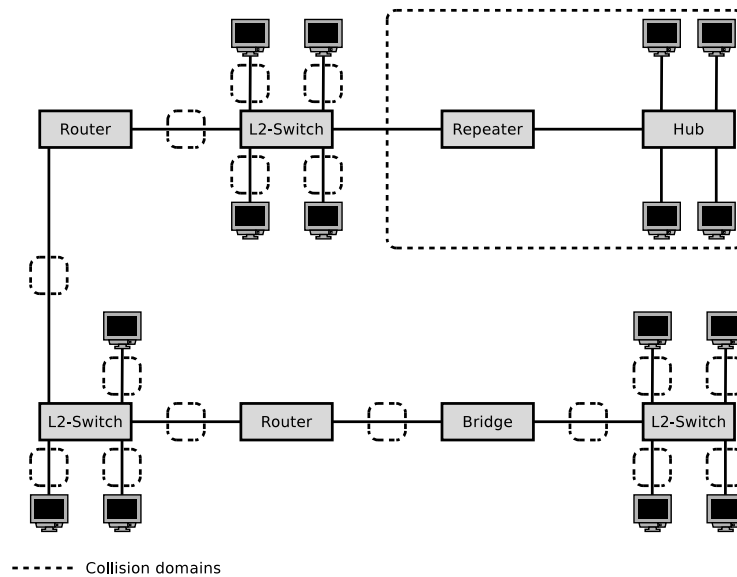 Router
L2-Switch
Repeater
Hub
L2-Switch
Router
Bridge
L2-Switch
Collision domains